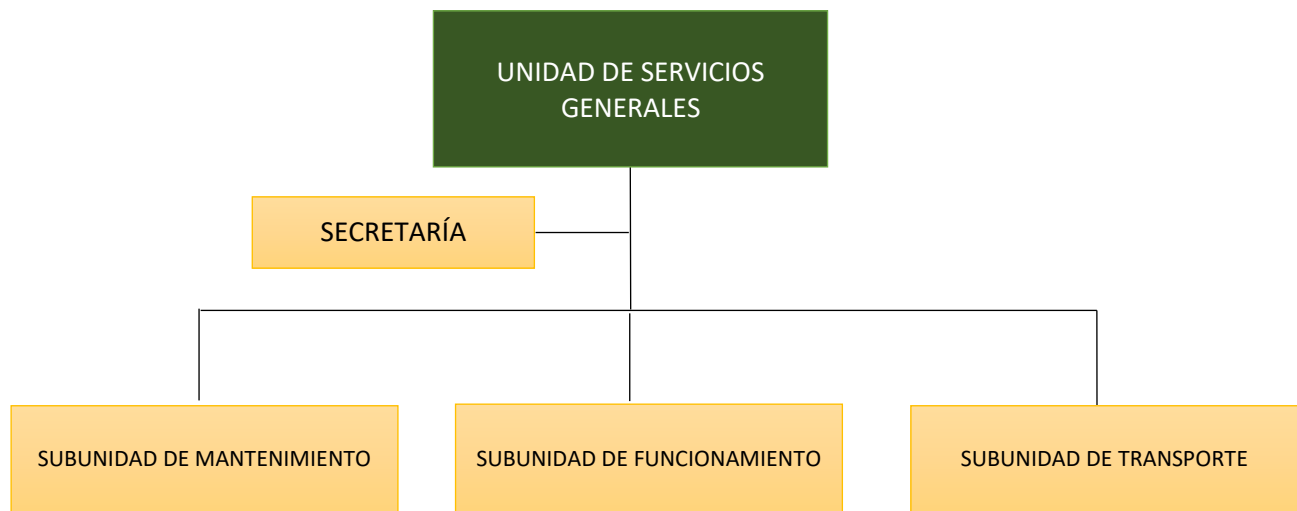 UNIDAD DE SERVICIOS
GENERALES
SECRETARÍA
SUBUNIDAD DE MANTENIMIENTO
SUBUNIDAD DE FUNCIONAMIENTO
SUBUNIDAD DE TRANSPORTE